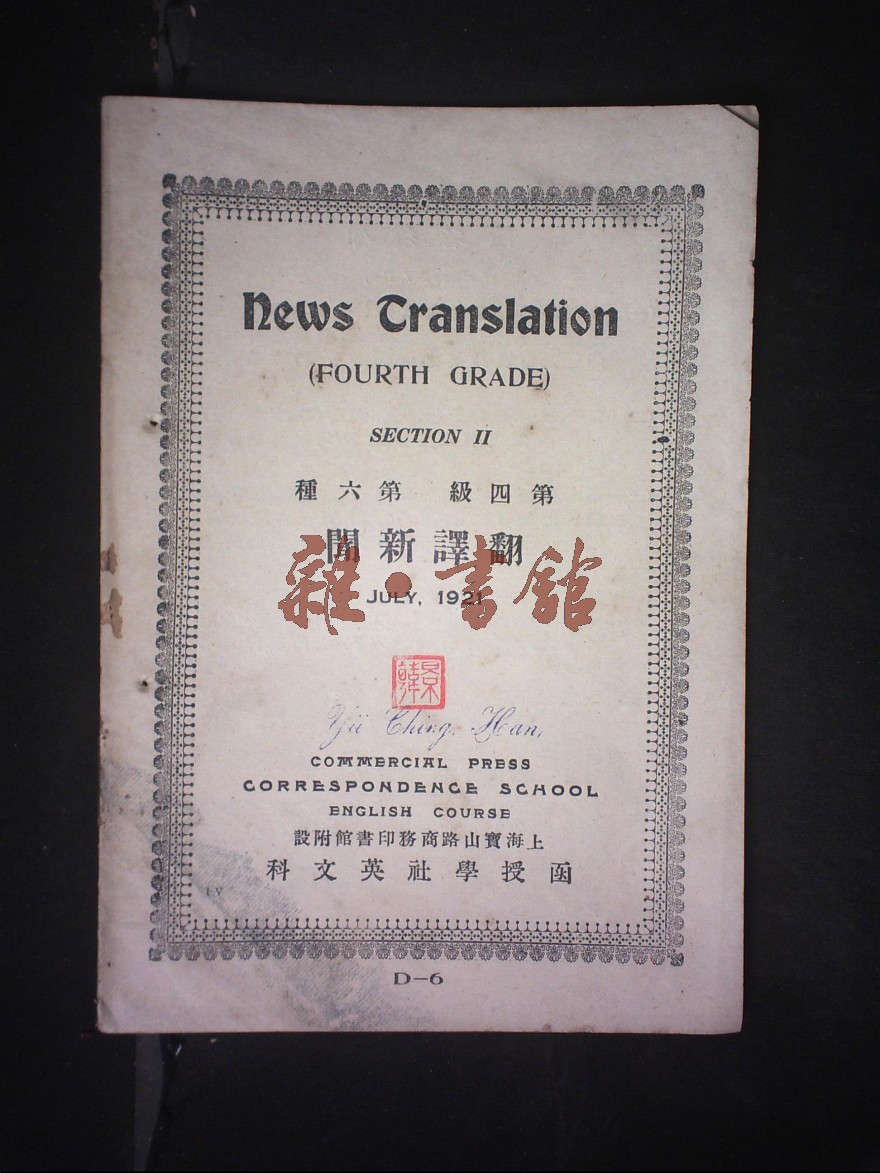 News Translation
(FOURTH GRADE)
SECTION II
第四級 第六種
翻譯新聞
雜•書館
JULY, 1921
景韓
Yü Ching Han,
COMMERCIAL PRESS
CORRESPONDENCE SCHOOL
ENGLISH COURSE
上海寶山路商務印書館附設
函授學社英文科
D-6